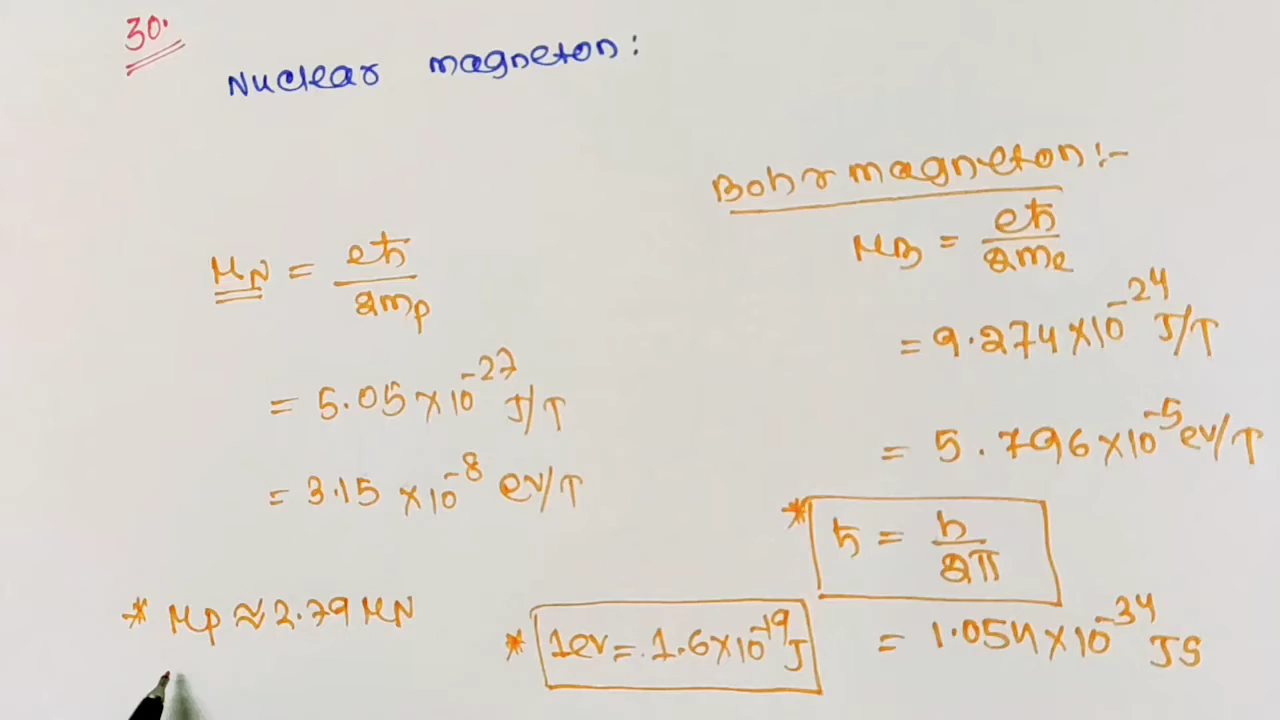 30.
Nuclear magneton:
Bohr magneton:-
μN = eħ/2mp
μB = eħ/2me
= 9.274×10^-24 J/T
= 5.05×10^-27 J/T
= 5.796×10^-5 ev/T
= 3.15×10^-8 ev/T
* ħ = h/2π
* μp ≈ 2.79 μN
* 1ev = 1.6×10^-19 J
= 1.054×10^-34 JS